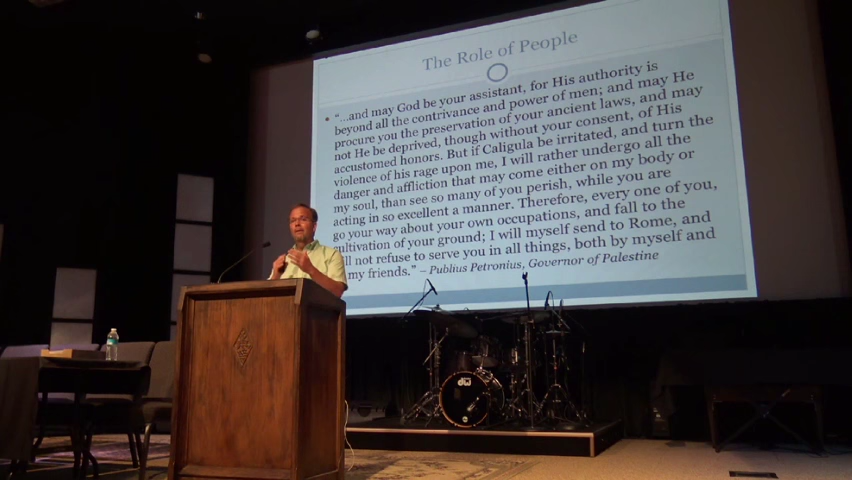 The Role of People
• "…and may God be your assistant, for His authority is
beyond all the contrivance and power of men; and may He
procure you the preservation of your ancient laws, and may
not He be deprived, though without your consent, of His
accustomed honors. But if Caligula be irritated, and turn the
violence of his rage upon me, I will rather undergo all the
danger and affliction that may come either on my body or
my soul, than see so many of you perish, while you are
acting in so excellent a manner. Therefore, every one of you,
go your way about your own occupations, and fall to the
cultivation of your ground; I will myself send to Rome, and
will not refuse to serve you in all things, both by myself and
my friends." – Publius Petronius, Governor of Palestine
dw